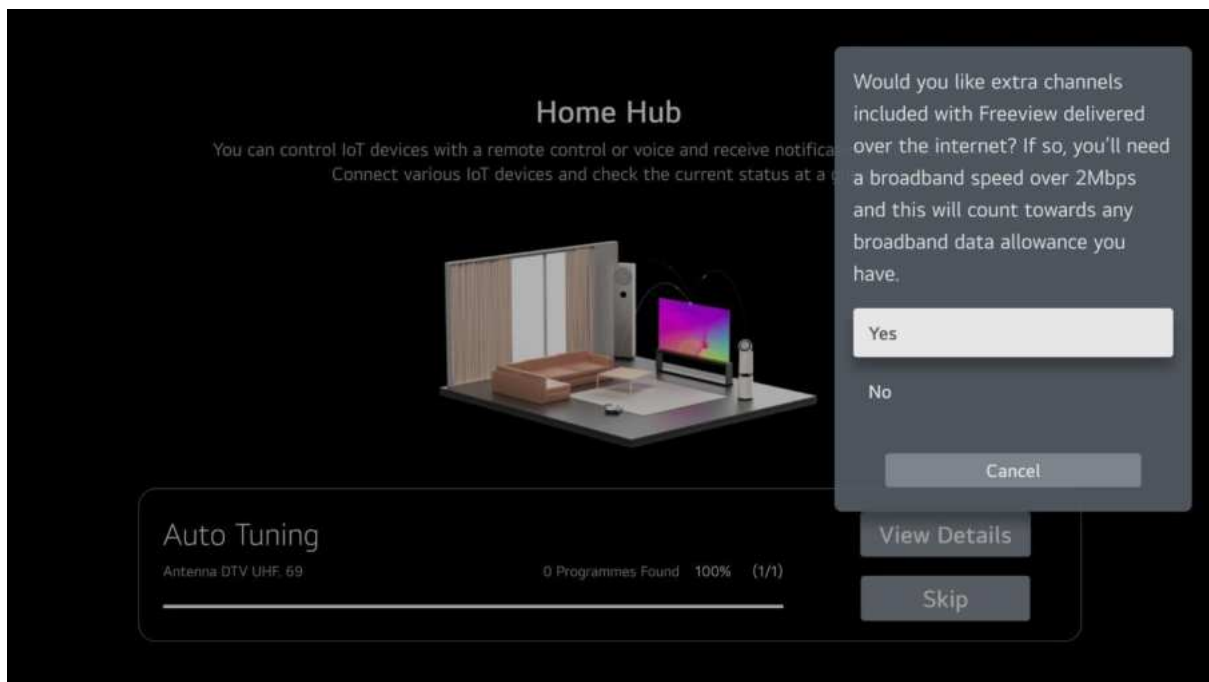 Home Hub
You can control IoT devices with a remote control or voice and receive notifica
Connect various IoT devices and check the current status at a g
Would you like extra channels
included with Freeview delivered
over the internet? If so, you'll need
a broadband speed over 2Mbps
and this will count towards any
broadband data allowance you
have.
Yes
No
Cancel
Auto Tuning
Antenna DTV UHF. 69
0 Programmes Found 100% (1/1)
View Details
Skip